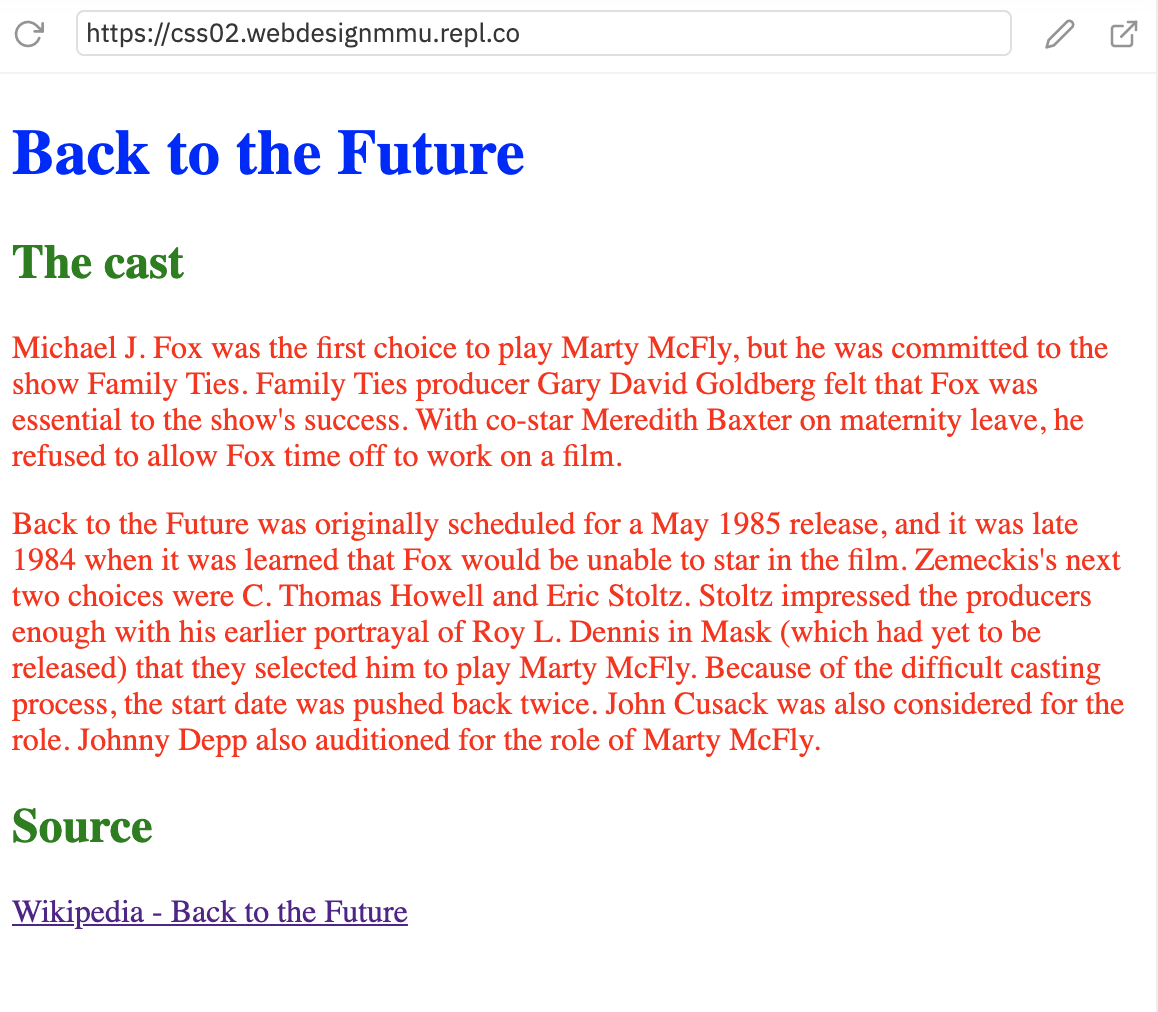 https://css02.webdesignmmu.repl.co
Back to the Future
The cast
Michael J. Fox was the first choice to play Marty McFly, but he was committed to the
show Family Ties. Family Ties producer Gary David Goldberg felt that Fox was
essential to the show's success. With co-star Meredith Baxter on maternity leave, he
refused to allow Fox time off to work on a film.
Back to the Future was originally scheduled for a May 1985 release, and it was late
1984 when it was learned that Fox would be unable to star in the film. Zemeckis's next
two choices were C. Thomas Howell and Eric Stoltz. Stoltz impressed the producers
enough with his earlier portrayal of Roy L. Dennis in Mask (which had yet to be
released) that they selected him to play Marty McFly. Because of the difficult casting
process, the start date was pushed back twice. John Cusack was also considered for the
role. Johnny Depp also auditioned for the role of Marty McFly.
Source
Wikipedia - Back to the Future